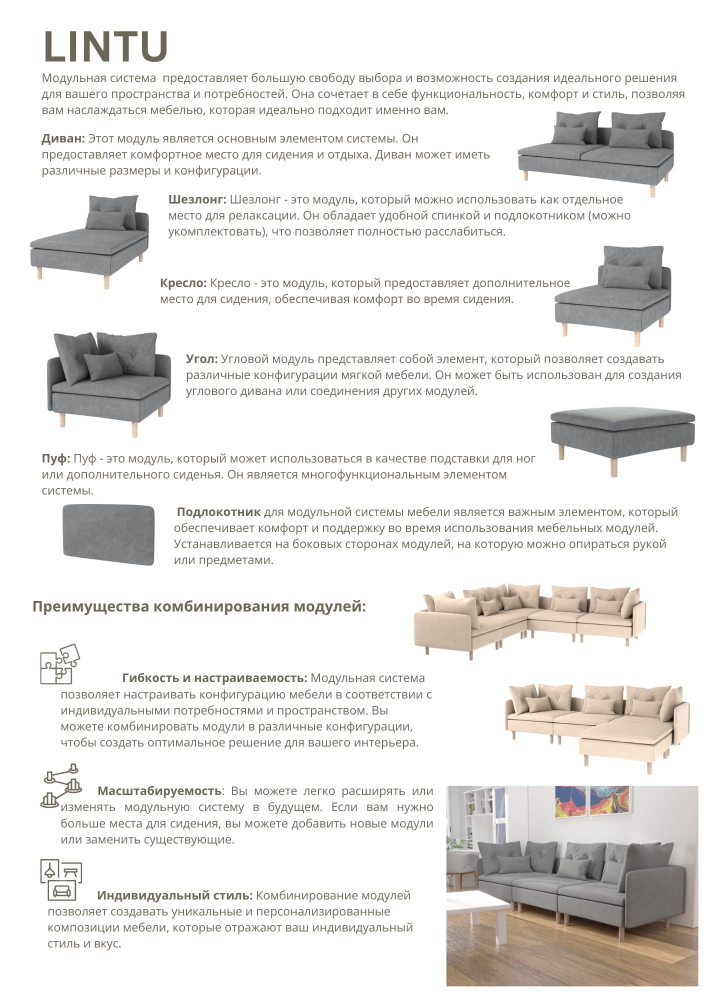 LINTU
Модульная система  предоставляет большую свободу выбора и возможность создания идеального решения
для вашего пространства и потребностей. Она сочетает в себе функциональность, комфорт и стиль, позволяя
вам наслаждаться мебелью, которая идеально подходит именно вам.
Диван: Этот модуль является основным элементом системы. Он
предоставляет комфортное место для сидения и отдыха. Диван может иметь
различные размеры и конфигурации.
Шезлонг: Шезлонг - это модуль, который можно использовать как отдельное
место для релаксации. Он обладает удобной спинкой и подлокотником (можно
укомплектовать), что позволяет полностью расслабиться.
Кресло: Кресло - это модуль, который предоставляет дополнительное
место для сидения, обеспечивая комфорт во время сидения.
Угол: Угловой модуль представляет собой элемент, который позволяет создавать
различные конфигурации мягкой мебели. Он может быть использован для создания
углового дивана или соединения других модулей.
Пуф: Пуф - это модуль, который может использоваться в качестве подставки для ног
или дополнительного сиденья. Он является многофункциональным элементом
системы.
Подлокотник для модульной системы мебели является важным элементом, который
обеспечивает комфорт и поддержку во время использования мебельных модулей.
Устанавливается на боковых сторонах модулей, на которую можно опираться рукой
или предметами.
Преимущества комбинирования модулей:
Гибкость и настраиваемость: Модульная система
позволяет настраивать конфигурацию мебели в соответствии с
индивидуальными потребностями и пространством. Вы
можете комбинировать модули в различные конфигурации,
чтобы создать оптимальное решение для вашего интерьера.
Масштабируемость: Вы можете легко расширять или
изменять модульную систему в будущем. Если вам нужно
больше места для сидения, вы можете добавить новые модули
или заменить существующие.
Индивидуальный стиль: Комбинирование модулей
позволяет создавать уникальные и персонализированные
композиции мебели, которые отражают ваш индивидуальный
стиль и вкус.